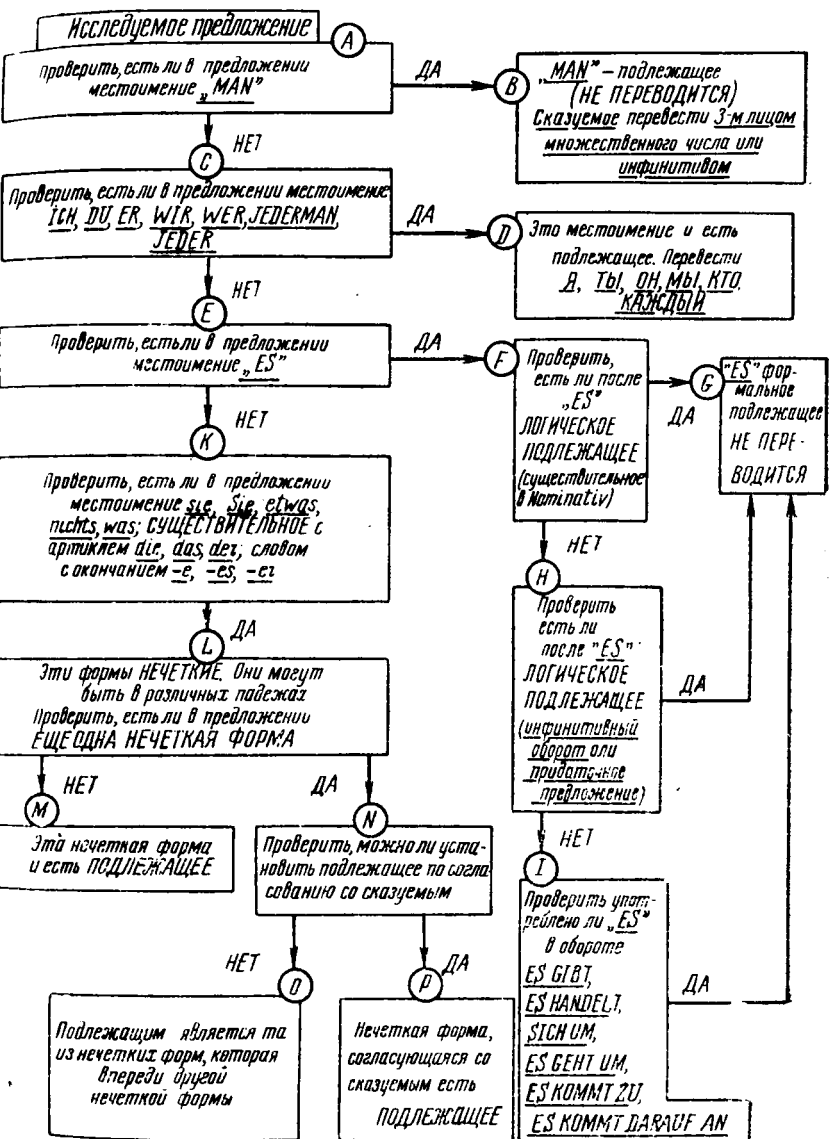 Исследуемое предложение
A
Проверить, есть ли в предложении
местоимение „MAN"
ДА
B
„MAN" – подлежащее
(НЕ ПЕРЕВОДИТСЯ)
Сказуемое перевести 3-м лицом
множественного числа или
инфинитивом
НЕТ
C
Проверить, есть ли в предложении местоимение
ICH, DU, ER, WIR, WER, JEDERMAN,
JEDER
ДА
D
Это местоимение и есть
подлежащее. Перевести
Я, ТЫ, ОН, МЫ, КТО,
КАЖДЫЙ
НЕТ
E
Проверить, есть ли в предложении
местоимение „ES"
ДА
F
Проверить,
есть ли после
„ES"
ЛОГИЧЕСКОЕ
ПОДЛЕЖАЩЕЕ
(существительное
в Nominativ)
ДА
G
"ES" фор-
мальное
подлежащее
НЕ ПЕРЕ-
ВОДИТСЯ
НЕТ
K
Проверить, есть ли в предложении
местоимение sie, Sie, etwas,
nichts, was; СУЩЕСТВИТЕЛЬНОЕ с
артиклем die, das, der; словом
с окончанием -e, -es, -er
НЕТ
H
Проверить
есть ли
после "ES"
ЛОГИЧЕСКОЕ
ПОДЛЕЖАЩЕЕ
(инфинитивный
оборот или
придаточное
предложение)
ДА
ДА
L
Эти формы НЕЧЕТКИЕ. Они могут
быть в различных падежах
Проверить, есть ли в предложении
ЕЩЕ ОДНА НЕЧЕТКАЯ ФОРМА
НЕТ
M
Эта нечеткая форма
и есть ПОДЛЕЖАЩЕЕ
ДА
N
Проверить, можно ли уста-
новить подлежащее по согла
сованию со сказуемым
НЕТ
I
Проверить упот-
реблено ли „ES"
в обороте
ES GIBT,
ES HANDELT,
SICH UM,
ES GEHT UM,
ES KOMMT ZU,
ES KOMMT DARAUF AN
ДА
НЕТ
O
Подлежащим является та
из нечетких форм, которая
впереди другой
нечеткой формы
ДА
P
Нечеткая форма,
согласующаяся со
сказуемым есть
ПОДЛЕЖАЩЕЕ